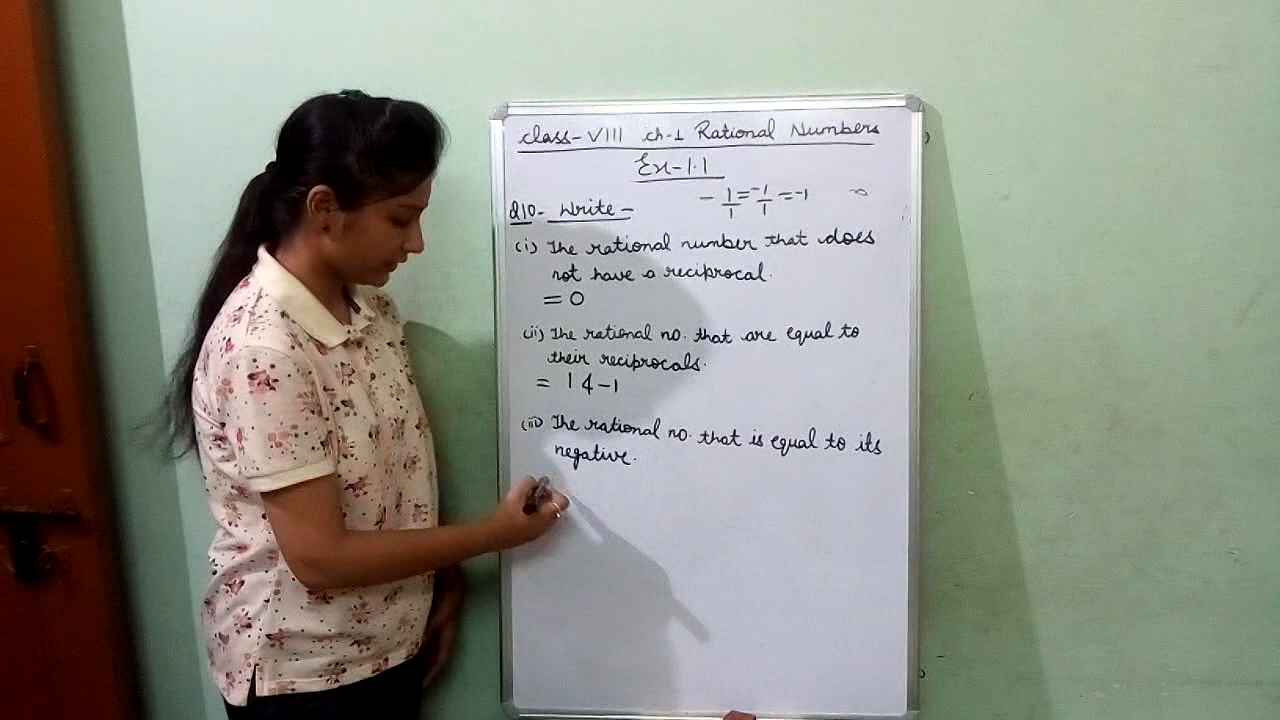 Class-VIII Ch-1 Rational Numbers
Ex-1.1
- 1/1 = -1/1 = -1
Q10- Write -
(i) The rational number that does
not have a reciprocal.
= 0
(ii) The rational no. that are equal to
their reciprocals.
= 1 & -1
(iii) The rational no. that is equal to its
negative.